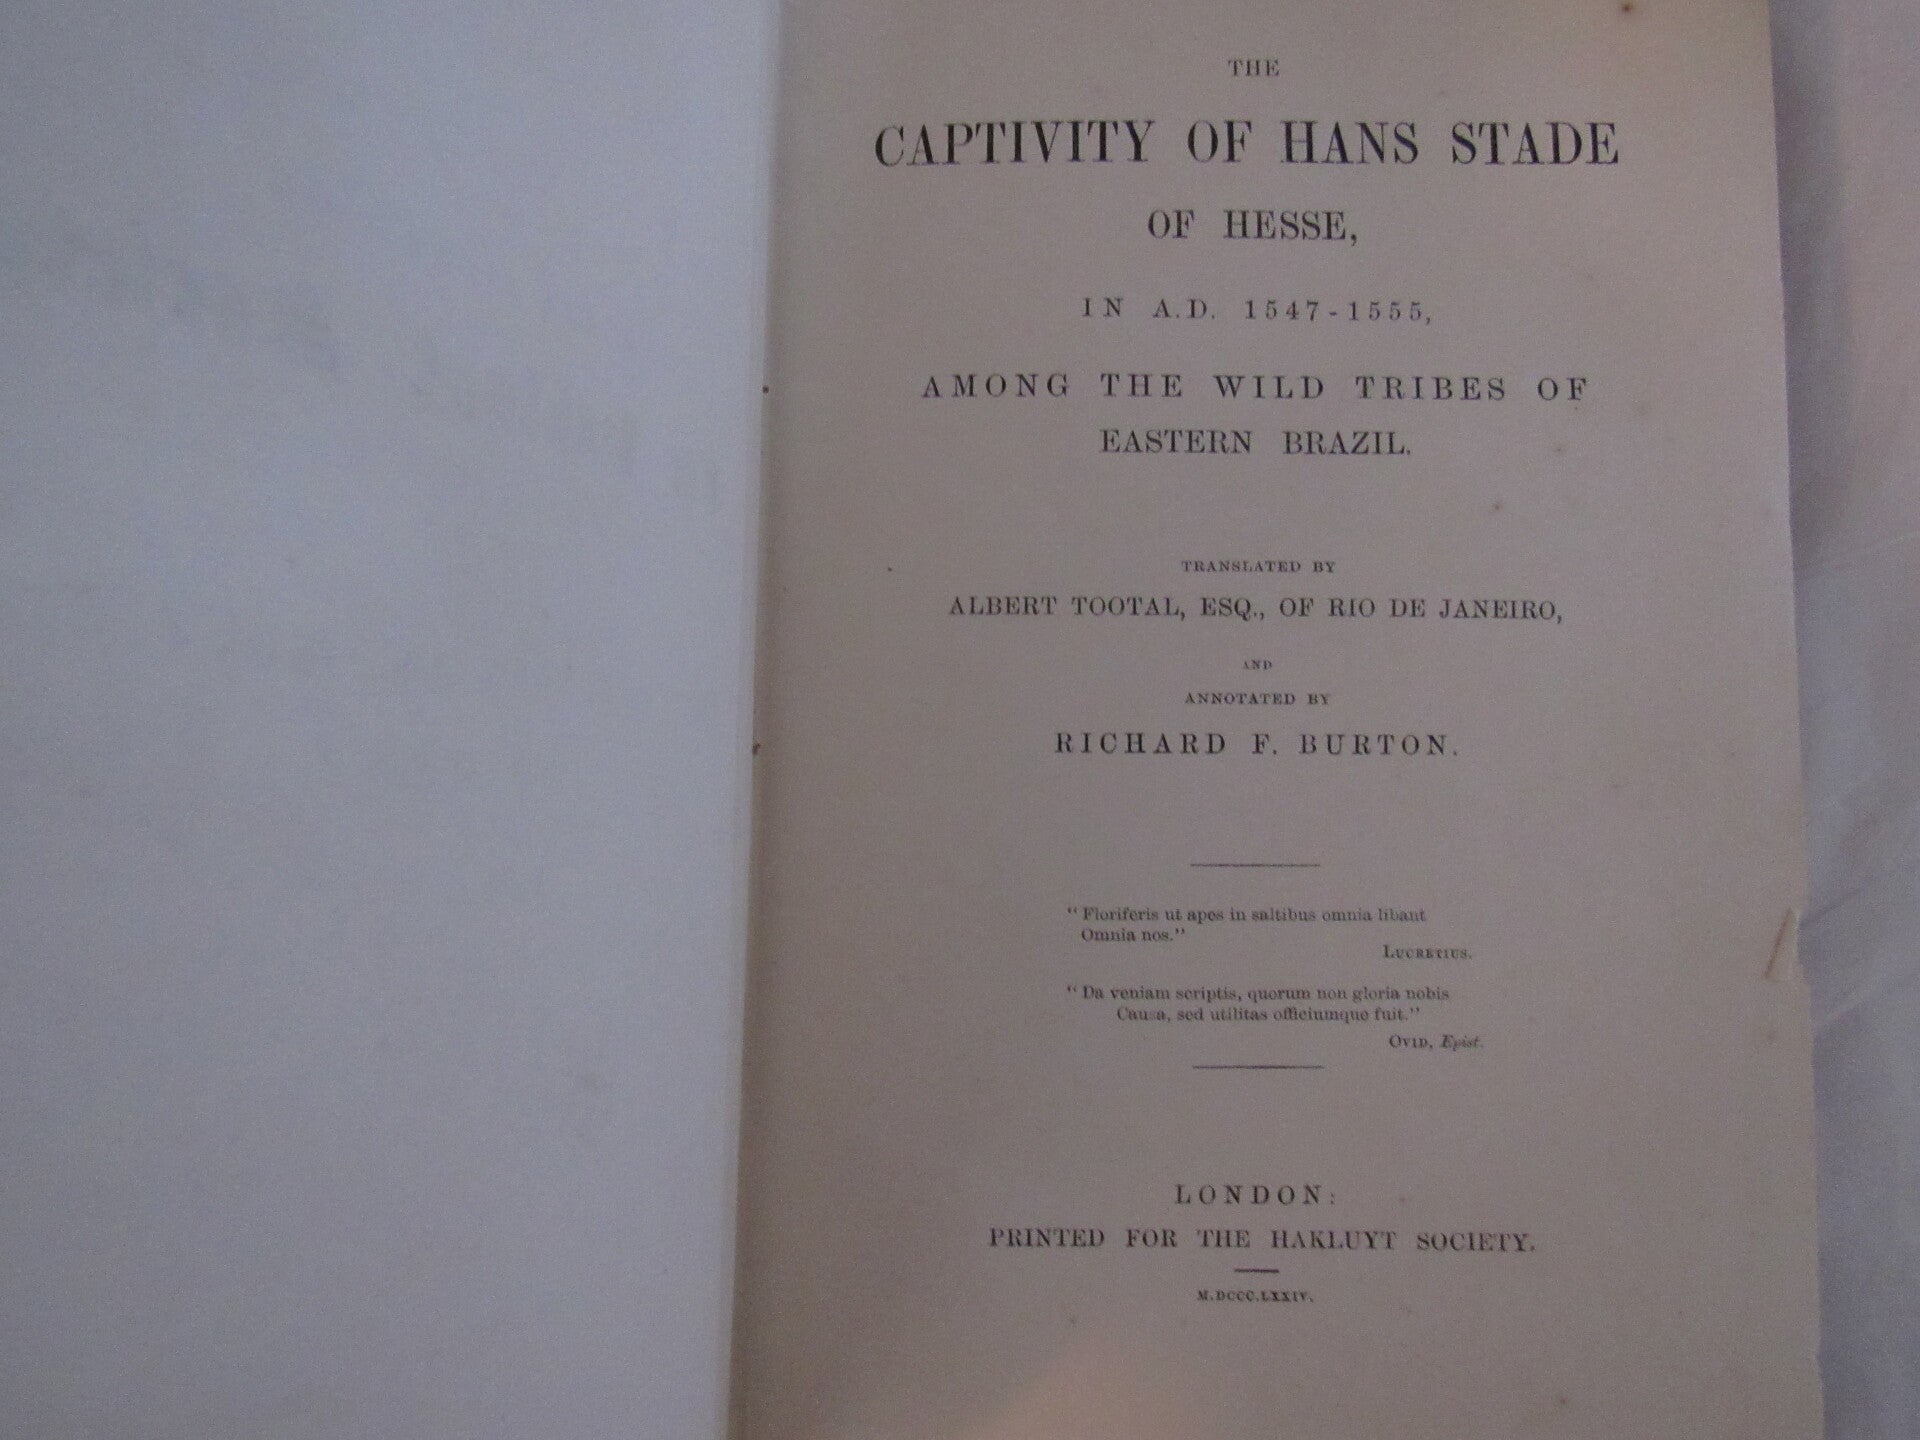 THE
CAPTIVITY OF HANS STADE
OF HESSE,
IN A.D. 1547-1555,
AMONG THE WILD TRIBES OF
EASTERN BRAZIL.
TRANSLATED BY
ALBERT TOOTAL, ESQ., OF RIO DE JANEIRO,
AND
ANNOTATED BY
RICHARD F. BURTON.
"Floriferis ut apes in saltibus omnia libant
Omnia nos."
LUCRETIUS.
"Da veniam scriptis, quorum non gloria nobis
Causa, sed utilitas officiumque fuit."
OVID, Epist.
LONDON:
PRINTED FOR THE HAKLUYT SOCIETY.
M.DCCC.LXXIV.